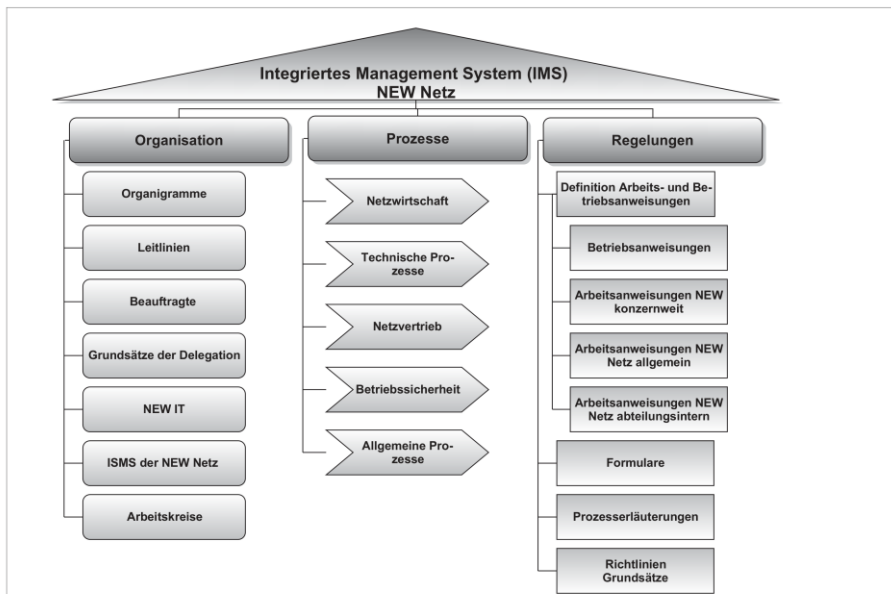 Integriertes Management System (IMS)
NEW Netz
Organisation
Organigramme
Leitlinien
Beauftragte
Grundsätze der Delegation
NEW IT
ISMS der NEW Netz
Arbeitskreise
Prozesse
Netzwirtschaft
Technische Pro-
zesse
Netzvertrieb
Betriebssicherheit
Allgemeine Pro-
zesse
Regelungen
Definition Arbeits- und Be-
triebsanweisungen
Betriebsanweisungen
Arbeitsanweisungen NEW
konzernweit
Arbeitsanweisungen NEW
Netz allgemein
Arbeitsanweisungen NEW
Netz abteilungsintern
Formulare
Prozesserläuterungen
Richtlinien
Grundsätze